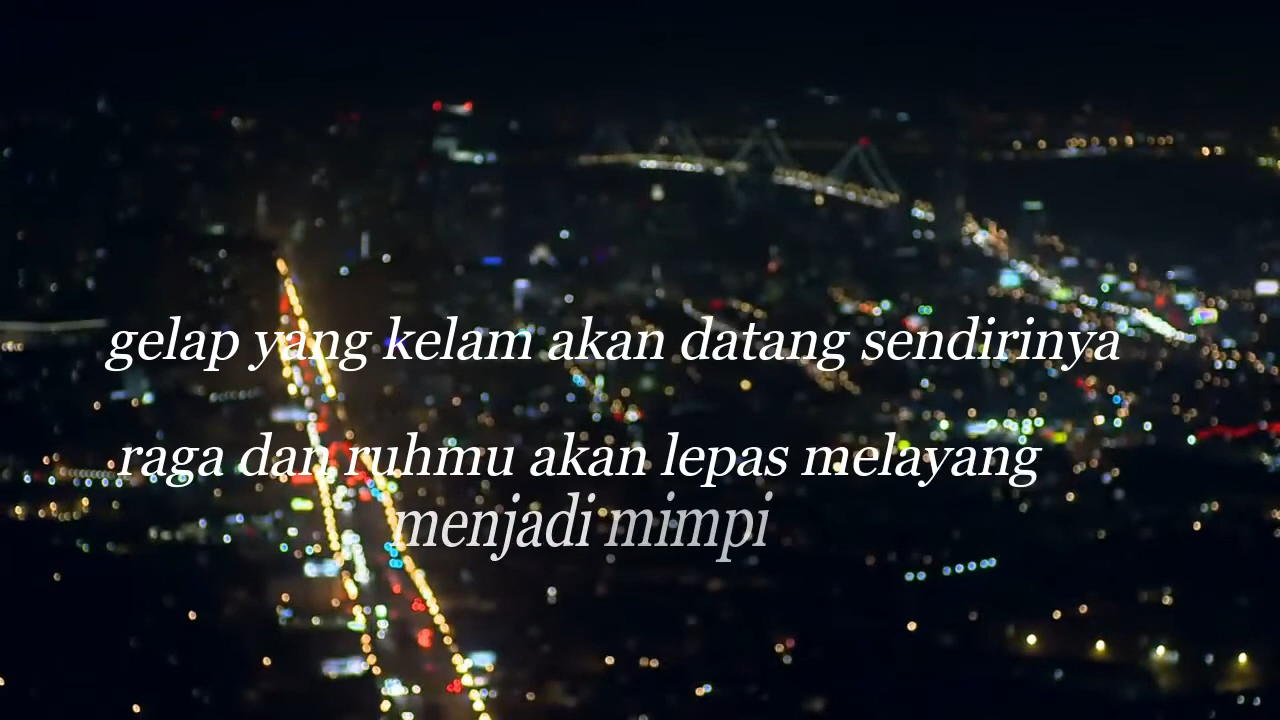 gelap yang kelam akan datang sendirinya
raga dan ruhmu akan lepas melayang
menjadi mimpi